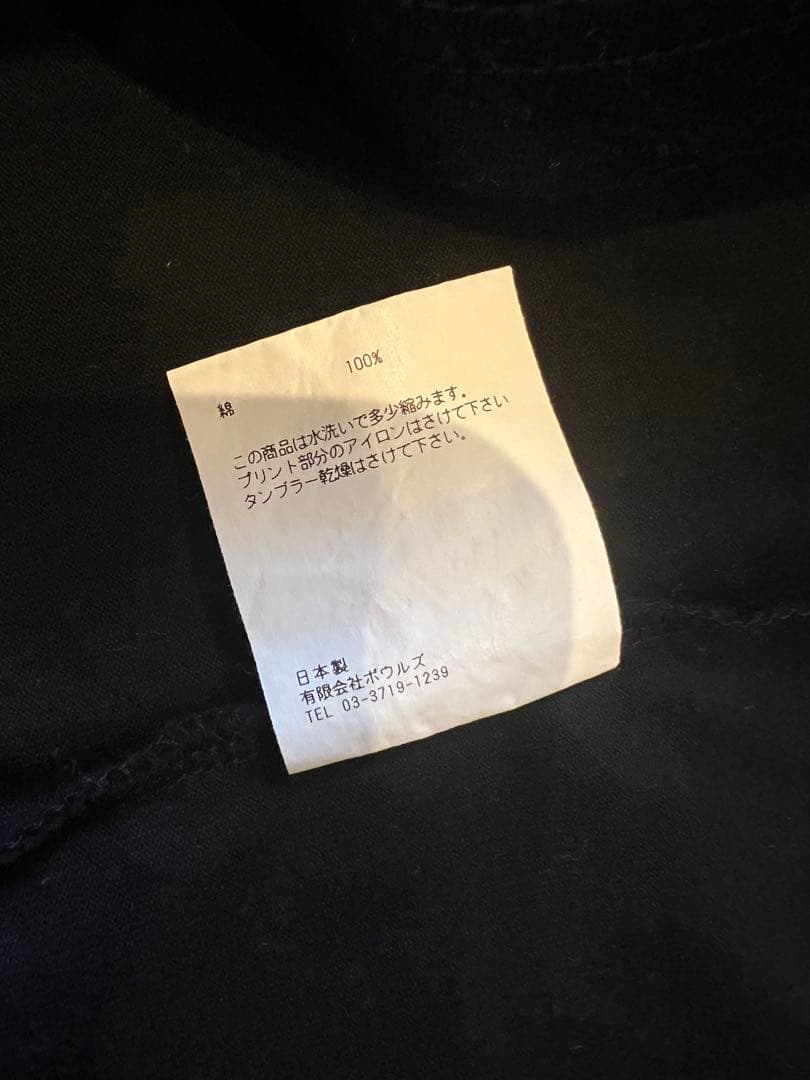 綿 100%
この商品は水洗いで多少縮みます。
プリント部分のアイロンはさけて下さい
タンブラー乾燥はさけて下さい。
日本製
有限会社ボウルズ
TEL 03-3719-1239